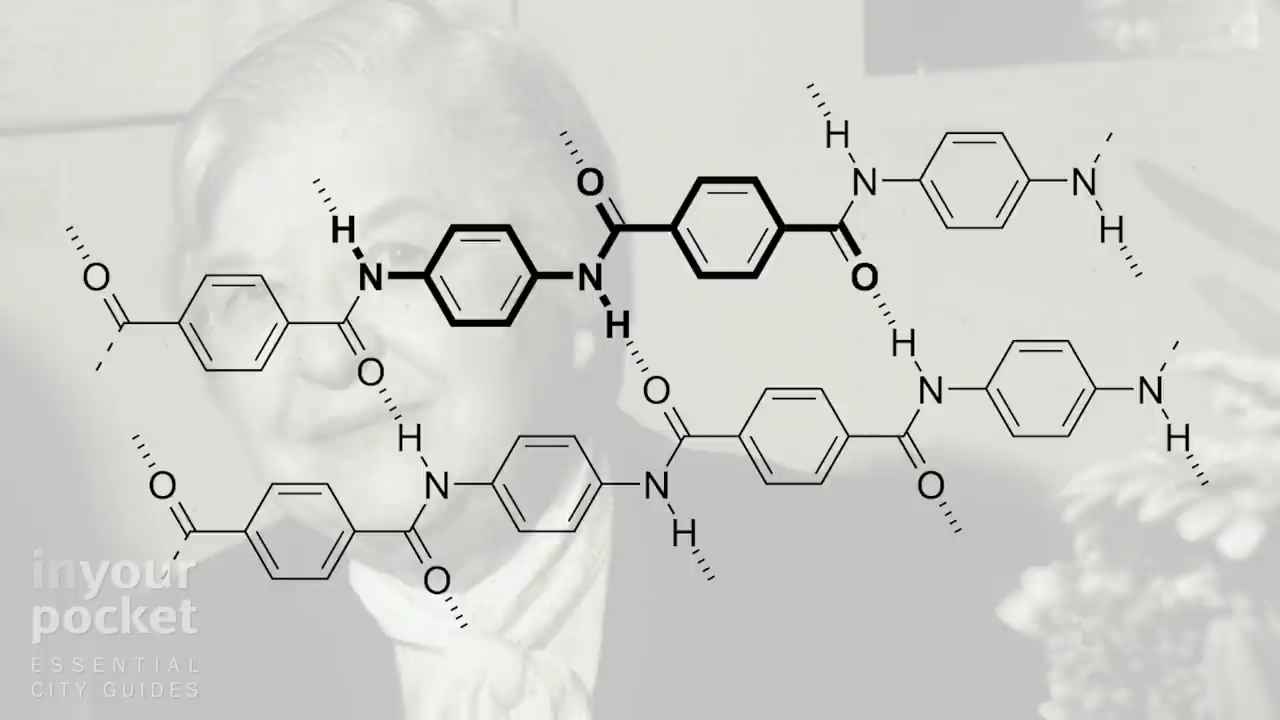 H
O N N
H H
O N N O
H
H
O
O N N
H H
O N N O
H
O
inyour
pocket
ESSENTIAL
CITY GUIDES